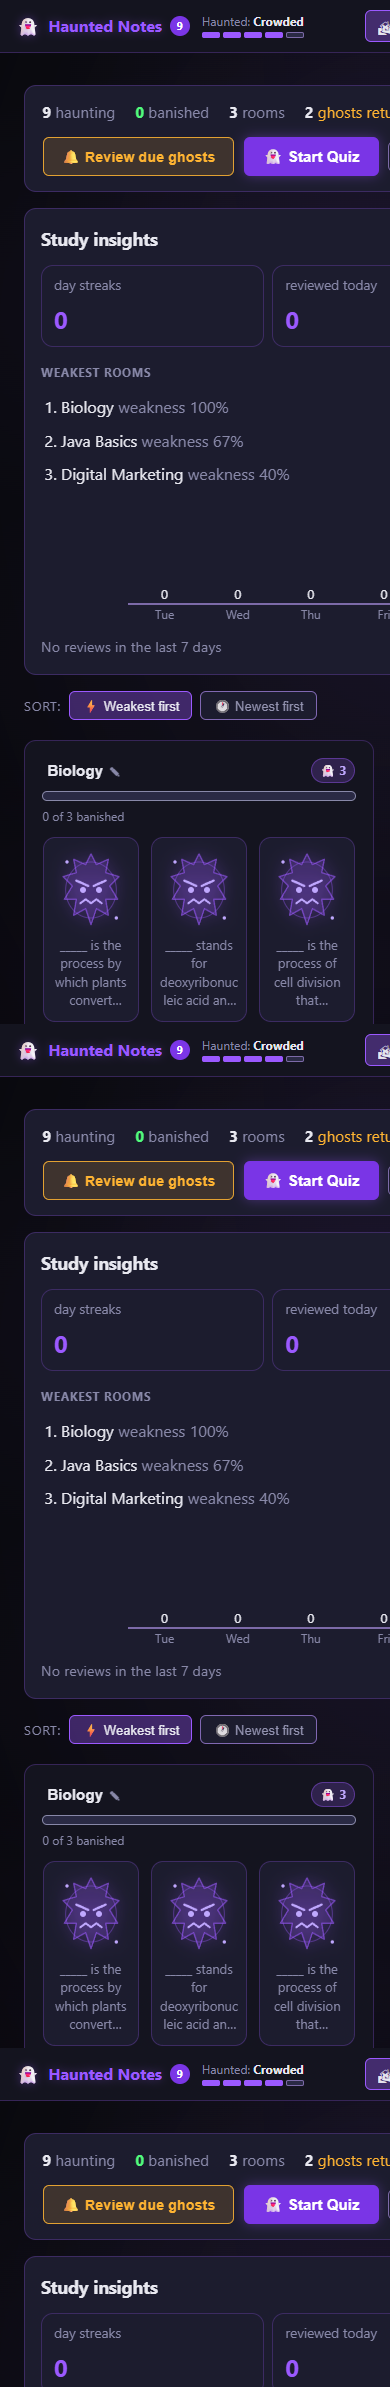 Haunted Notes 9 Haunted: Crowded
9 haunting 0 banished 3 rooms 2 ghosts retu
Review due ghosts Start Quiz
Study insights
day streaks reviewed today
0 0
WEAKEST ROOMS
1. Biology weakness 100%
2. Java Basics weakness 67%
3. Digital Marketing weakness 40%
0 0 0 0
Tue Wed Thu Fri
No reviews in the last 7 days
SORT: Weakest first Newest first
Biology 3
0 of 3 banished
_____ is the _____ stands _____ is the
process by for process of
which plants deoxyribonuc cell division
convert... leic acid an... that...
Haunted Notes 9 Haunted: Crowded
9 haunting 0 banished 3 rooms 2 ghosts retu
Review due ghosts Start Quiz
Study insights
day streaks reviewed today
0 0
WEAKEST ROOMS
1. Biology weakness 100%
2. Java Basics weakness 67%
3. Digital Marketing weakness 40%
0 0 0 0
Tue Wed Thu Fri
No reviews in the last 7 days
SORT: Weakest first Newest first
Biology 3
0 of 3 banished
_____ is the _____ stands _____ is the
process by for process of
which plants deoxyribonuc cell division
convert... leic acid an... that...
Haunted Notes 9 Haunted: Crowded
9 haunting 0 banished 3 rooms 2 ghosts retu
Review due ghosts Start Quiz
Study insights
day streaks reviewed today
0 0